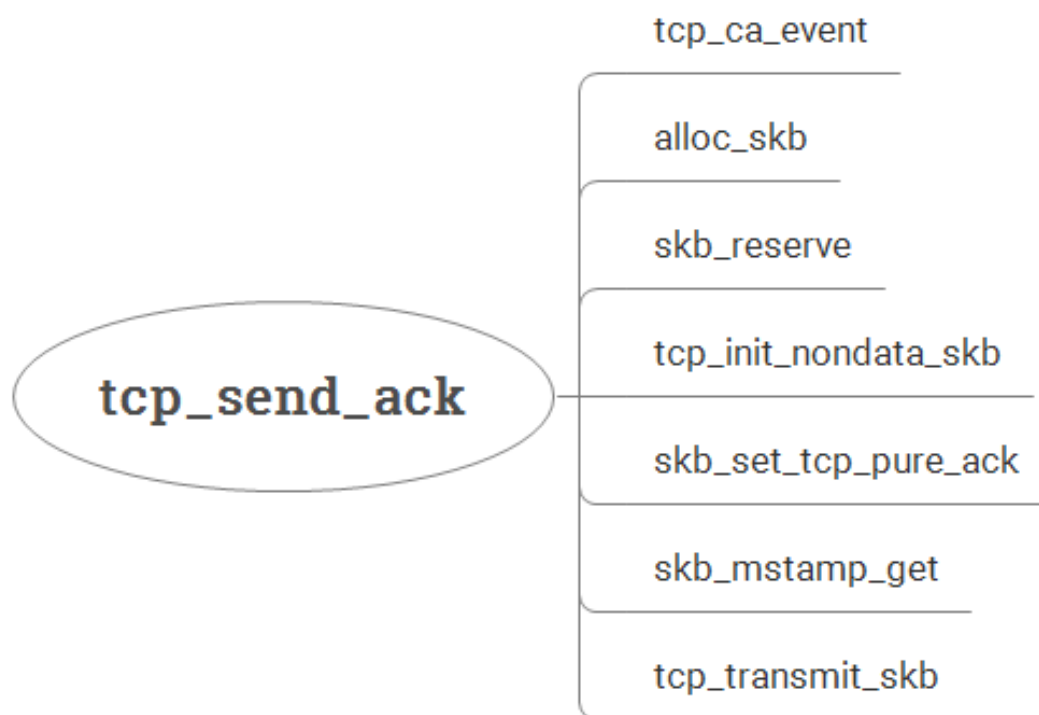 tcp_ca_event
alloc_skb
skb_reserve
tcp_init_nondata_skb
tcp_send_ack
skb_set_tcp_pure_ack
skb_mstamp_get
tcp_transmit_skb